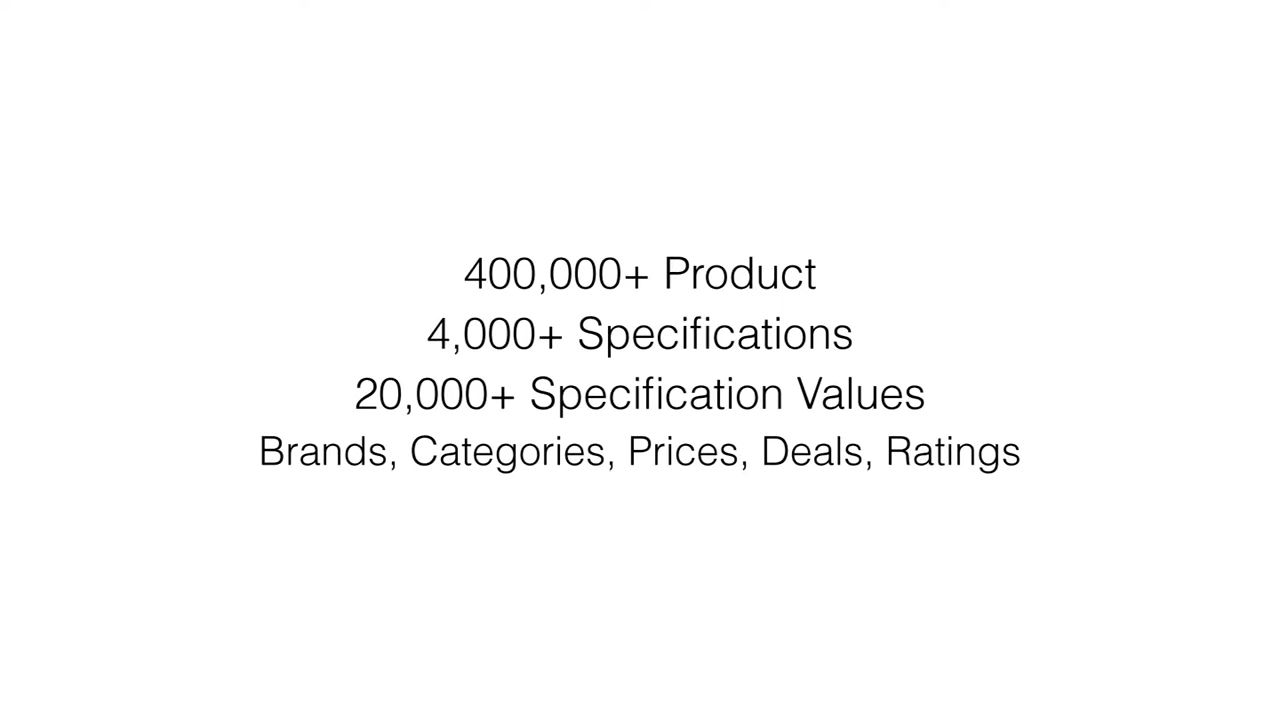 400,000+ Product
4,000+ Specifications
20,000+ Specification Values
Brands, Categories, Prices, Deals, Ratings